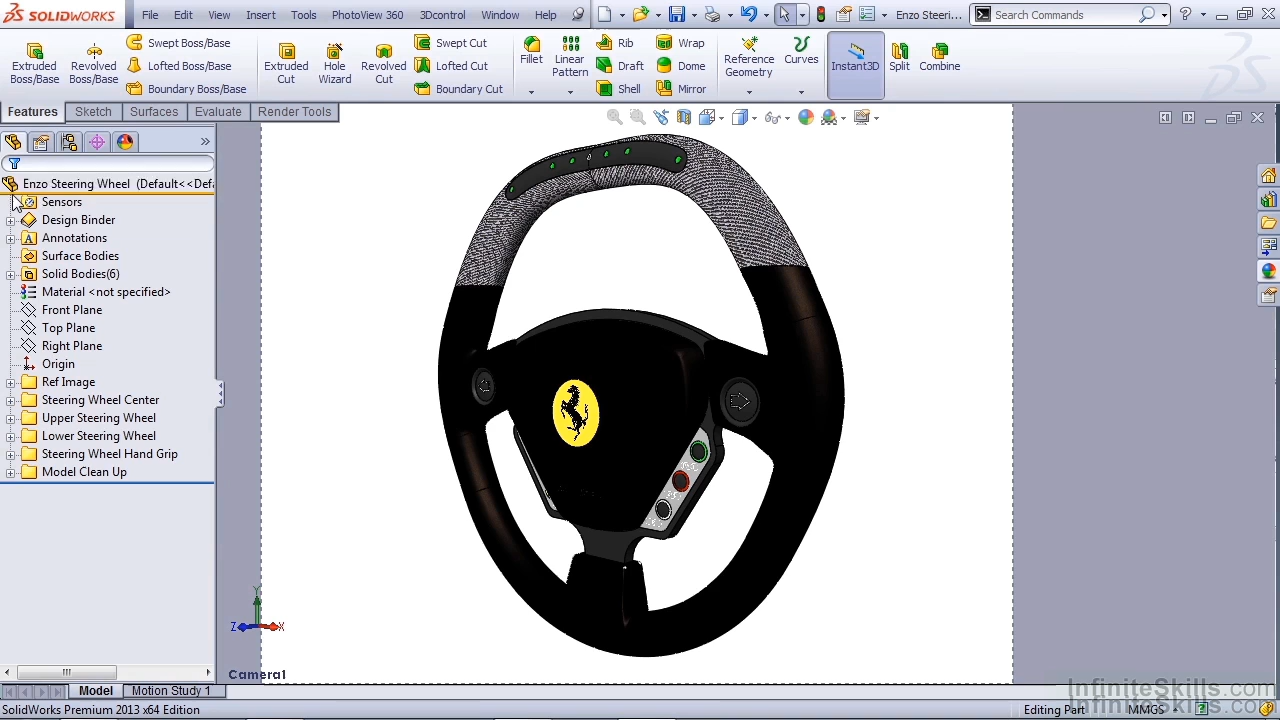 SOLIDWORKS File Edit View Insert Tools PhotoView 360 3Dcontrol Window Help Enzo Steeri... Search Commands ?
Extruded Boss/Base
Revolved Boss/Base
Swept Boss/Base
Lofted Boss/Base
Boundary Boss/Base
Extruded Cut
Hole Wizard
Revolved Cut
Swept Cut
Lofted Cut
Boundary Cut
Fillet
Linear Pattern
Rib
Draft
Shell
Wrap
Dome
Mirror
Reference Geometry
Curves
Instant3D
Split
Combine
Features Sketch Surfaces Evaluate Render Tools
Enzo Steering Wheel (Default<<Defa
Sensors
Design Binder
Annotations
Surface Bodies
Solid Bodies(6)
Material <not specified>
Front Plane
Top Plane
Right Plane
Origin
Ref Image
Steering Wheel Center
Upper Steering Wheel
Lower Steering Wheel
Steering Wheel Hand Grip
Model Clean Up
Y
Z X
Camera1
Model Motion Study 1
InfiniteSkills.com
SolidWorks Premium 2013 x64 Edition Editing Part MMGS
InfiniteSkills.com